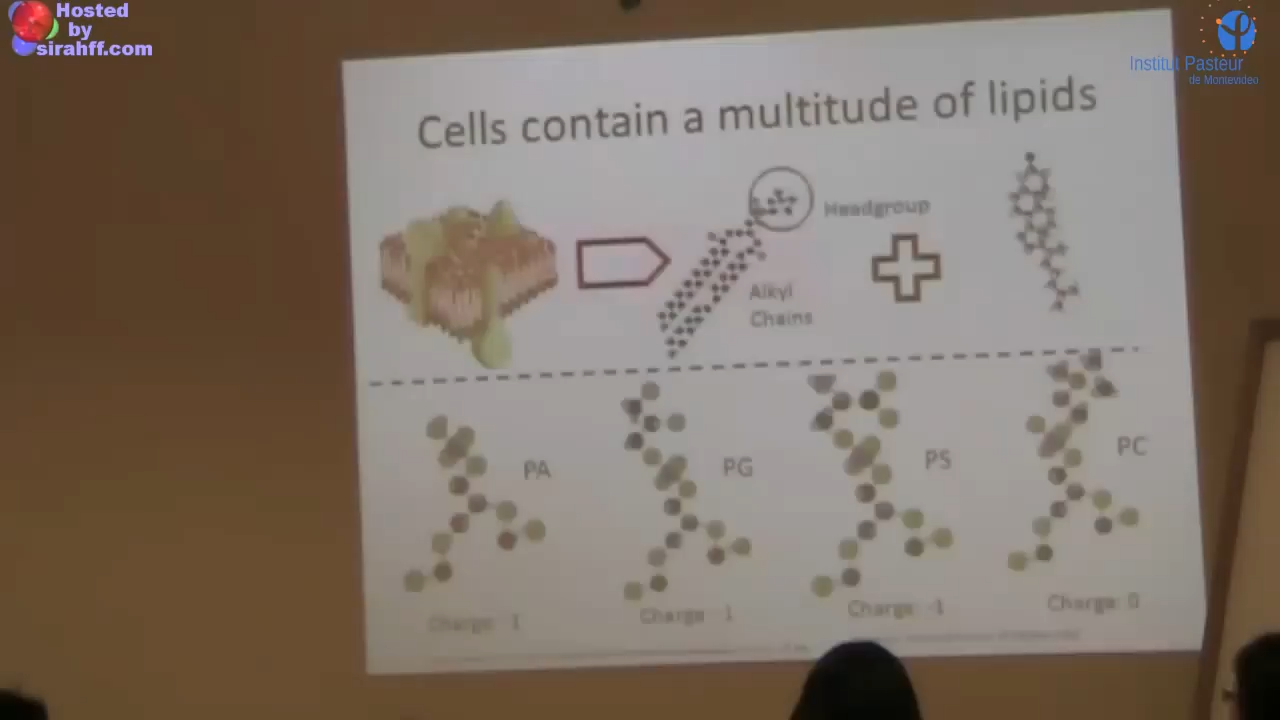 Hosted
by
sirahff.com
Institut Pasteur
de Montevideo
Cells contain a multitude of lipids
Headgroup
Alkyl
Chains
PA
PG
PS
PC
Charge -1
Charge -1
Charge -1
Charge 0